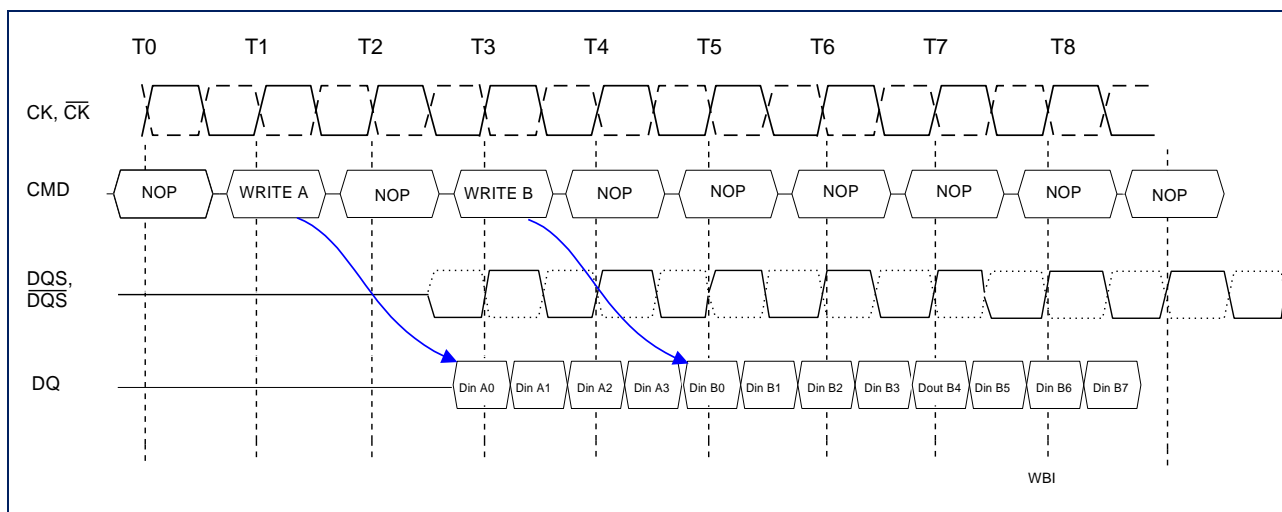 T0 T1 T2 T3 T4 T5 T6 T7 T8
CK, C̅K̅
CMD NOP WRITE A NOP WRITE B NOP NOP NOP NOP NOP NOP
DQS,
D̅Q̅S̅
DQ Din A0 Din A1 Din A2 Din A3 Din B0 Din B1 Din B2 Din B3 Dout B4 Din B5 Din B6 Din B7
WBI